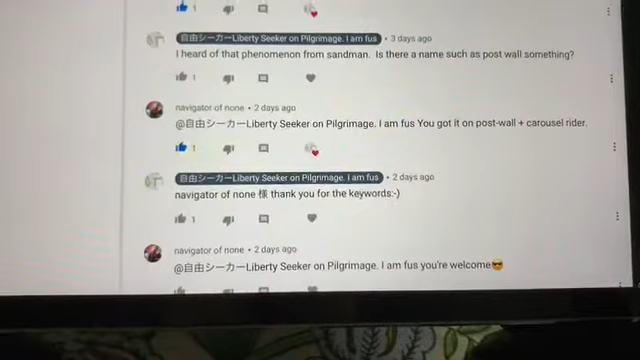 1
自由シーカーLiberty Seeker on Pilgrimage. I am fus • 3 days ago
I heard of that phenomenon from sandman. Is there a name such as post wall something?
1
navigator of none • 2 days ago
@自由シーカーLiberty Seeker on Pilgrimage. I am fus You got it on post-wall + carousel rider.
1
自由シーカーLiberty Seeker on Pilgrimage. I am fus • 2 days ago
navigator of none 様 thank you for the keywords:-)
1
navigator of none • 2 days ago
@自由シーカーLiberty Seeker on Pilgrimage. I am fus you're welcome😎